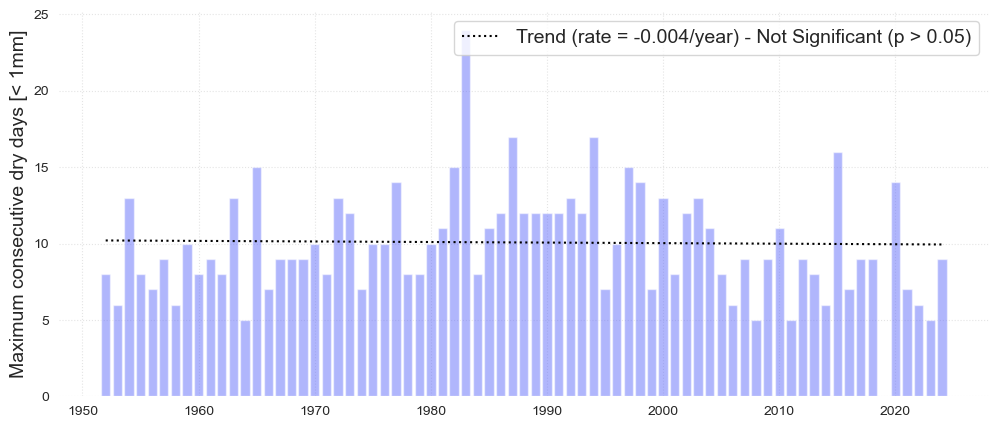 Maximum consecutive dry days [< 1mm]
Trend (rate = -0.004/year) - Not Significant (p > 0.05)
25
20
15
10
5
0
1950 1960 1970 1980 1990 2000 2010 2020